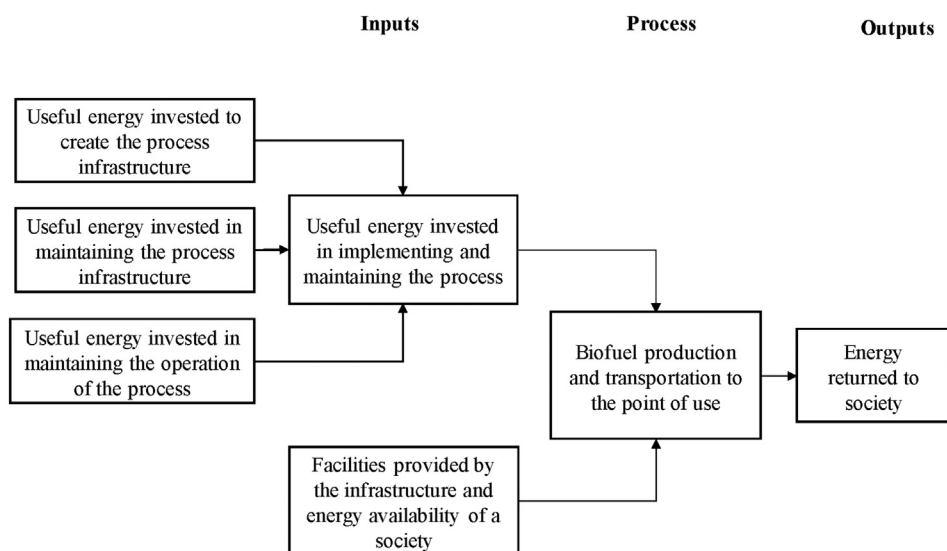 Inputs
Process
Outputs
Useful energy invested to
create the process
infrastructure
Useful energy invested in
maintaining the process
infrastructure
Useful energy invested in
maintaining the operation
of the process
Useful energy invested
in implementing and
maintaining the process
Facilities provided by
the infrastructure and
energy availability of a
society
Biofuel production
and transportation to
the point of use
Energy
returned to
society